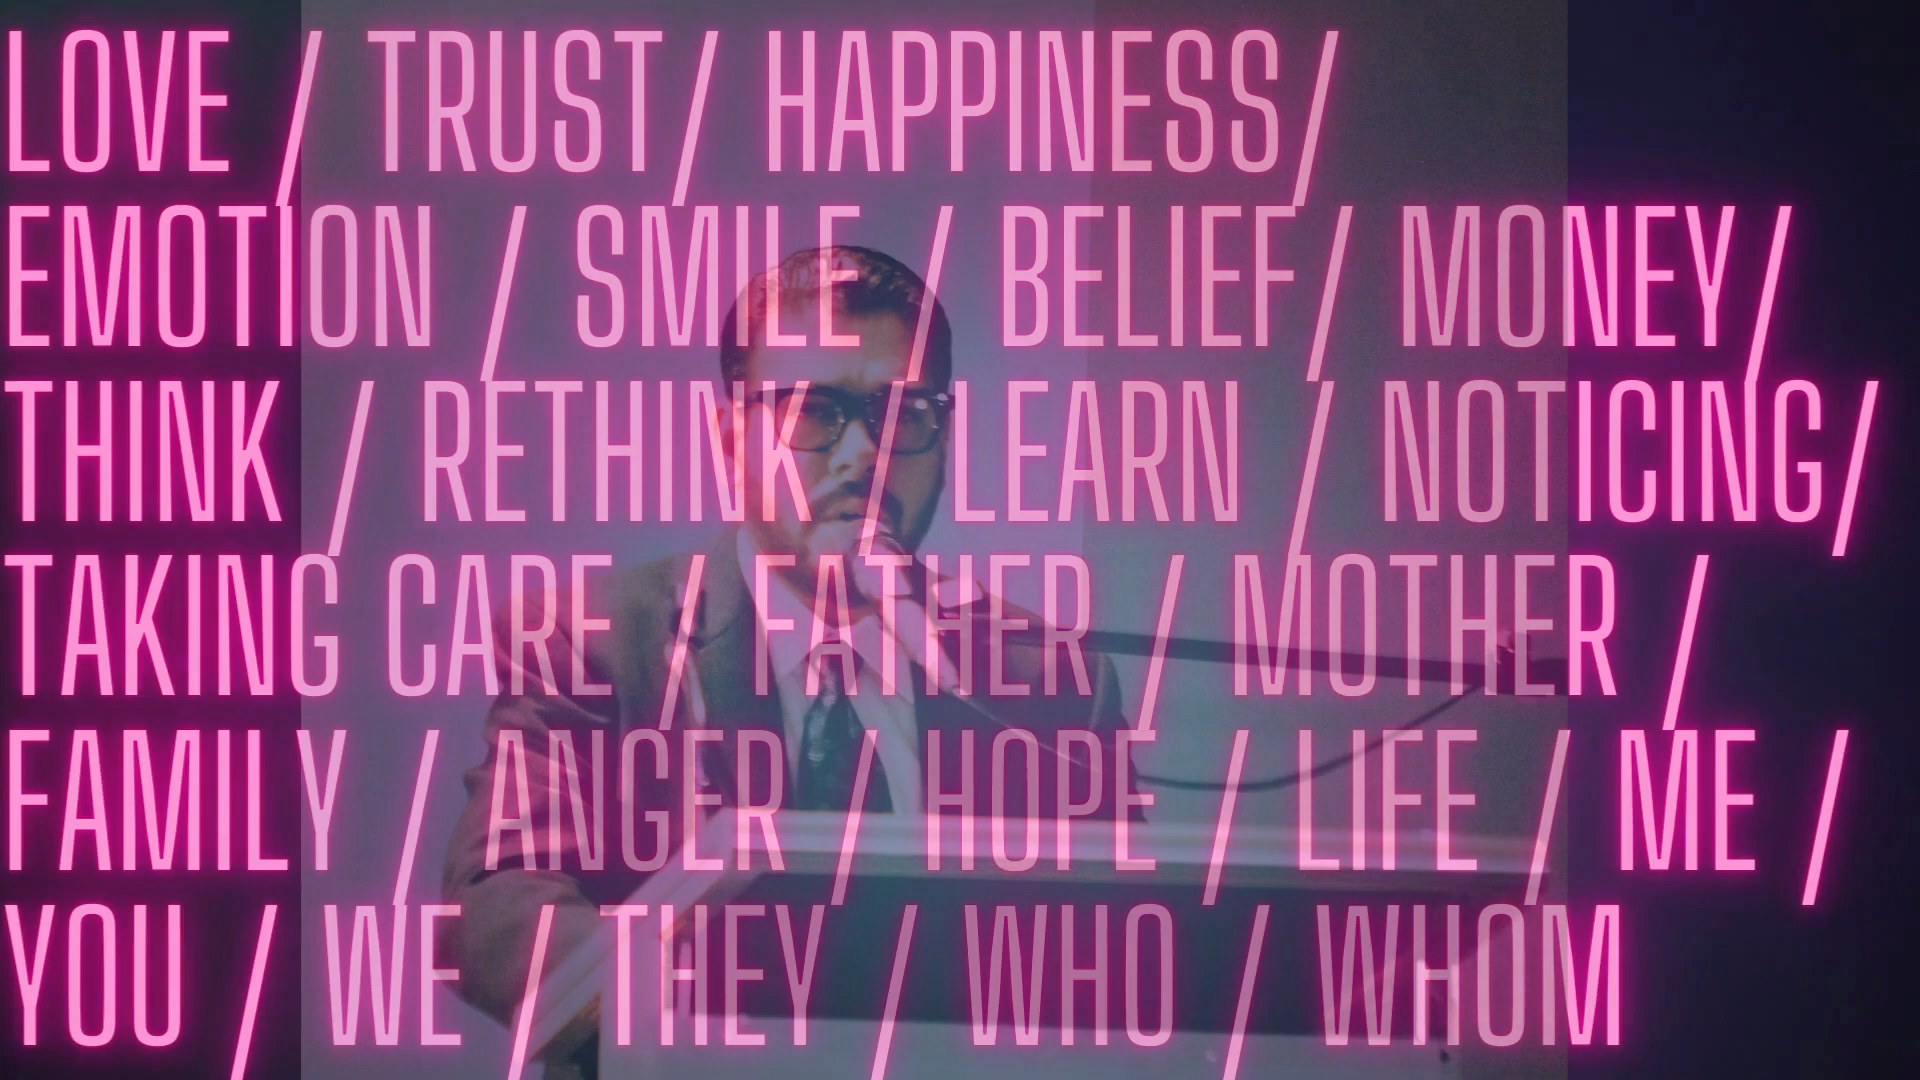 LOVE / TRUST/ HAPPINESS/
EMOTION / SMILE / BELIEF/ MONEY/
THINK / RETHINK / LEARN / NOTICING/
TAKING CARE / FATHER / MOTHER /
FAMILY / ANGER / HOPE / LIFE / ME /
YOU / WE / THEY / WHO / WHOM